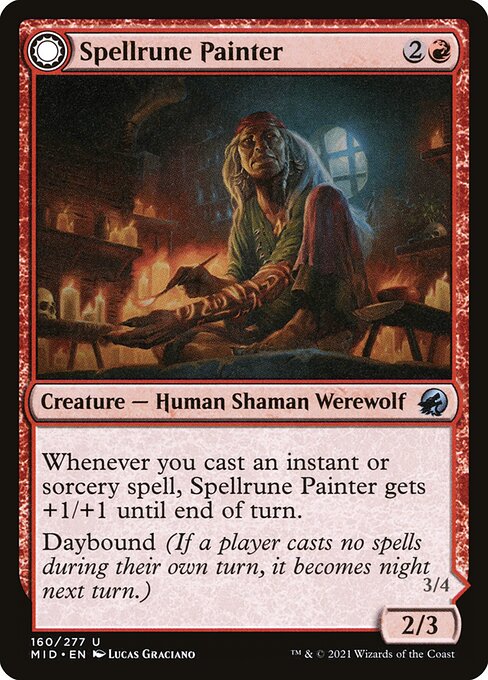 Spellrune Painter 2
Creature — Human Shaman Werewolf
Whenever you cast an instant or
sorcery spell, Spellrune Painter gets
+1/+1 until end of turn.
Daybound (If a player casts no spells
during their own turn, it becomes night
next turn.)
3/4
2/3
160/277 U
MID • EN Lucas Graciano
™ & © 2021 Wizards of the Coast